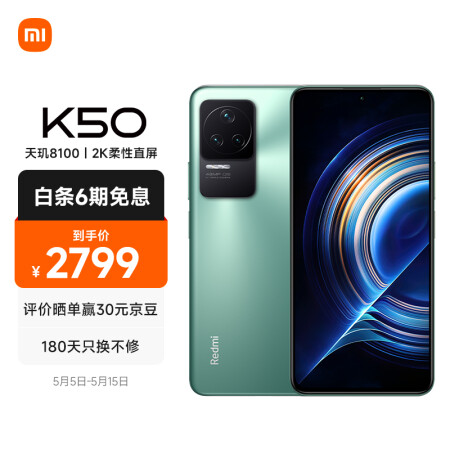 mi
K50
天玑8100丨2K柔性直屏
白条6期免息
到手价
¥2799
评价晒单赢30元京豆
180天只换不修
5月5日-5月15日
Redmi